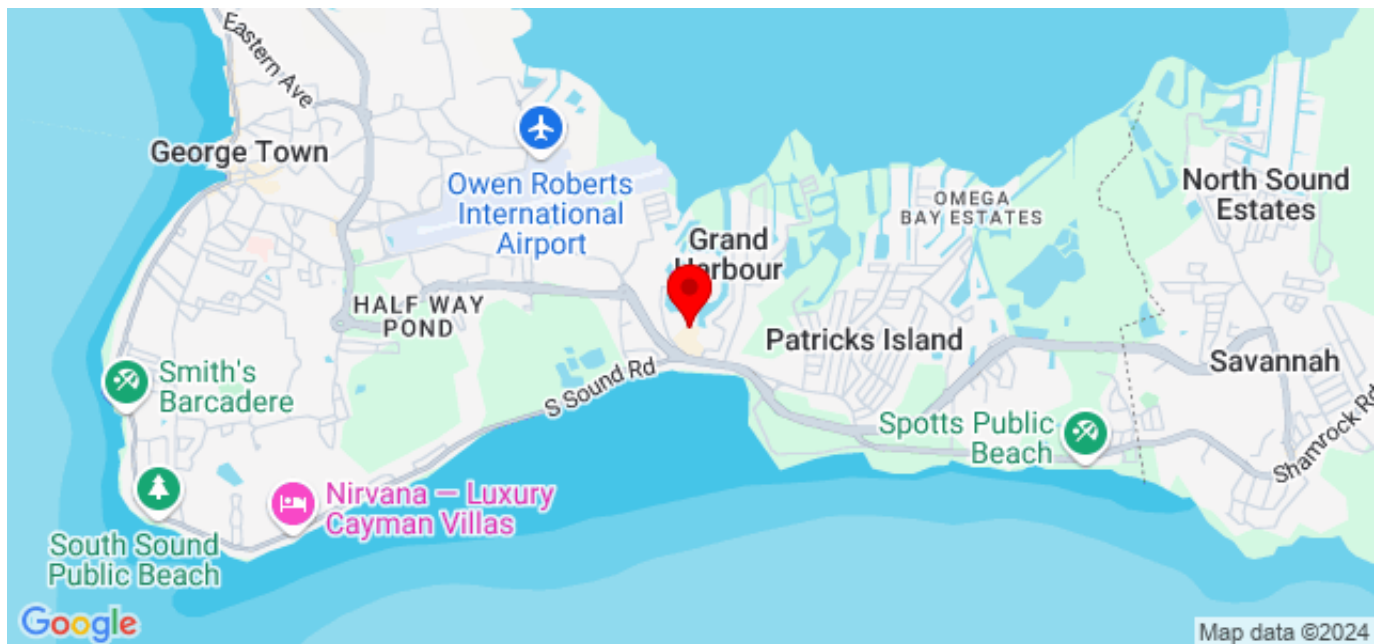 Eastern Ave
George Town
Owen Roberts
International
Airport
OMEGA
BAY ESTATES
North Sound
Estates
Grand
Harbour
HALF WAY
POND
Patricks Island
Savannah
Smith's
Barcadere
S Sound Rd
Spotts Public
Beach
Shamrock Rd
Nirvana — Luxury
Cayman Villas
South Sound
Public Beach
Google
Map data ©2024